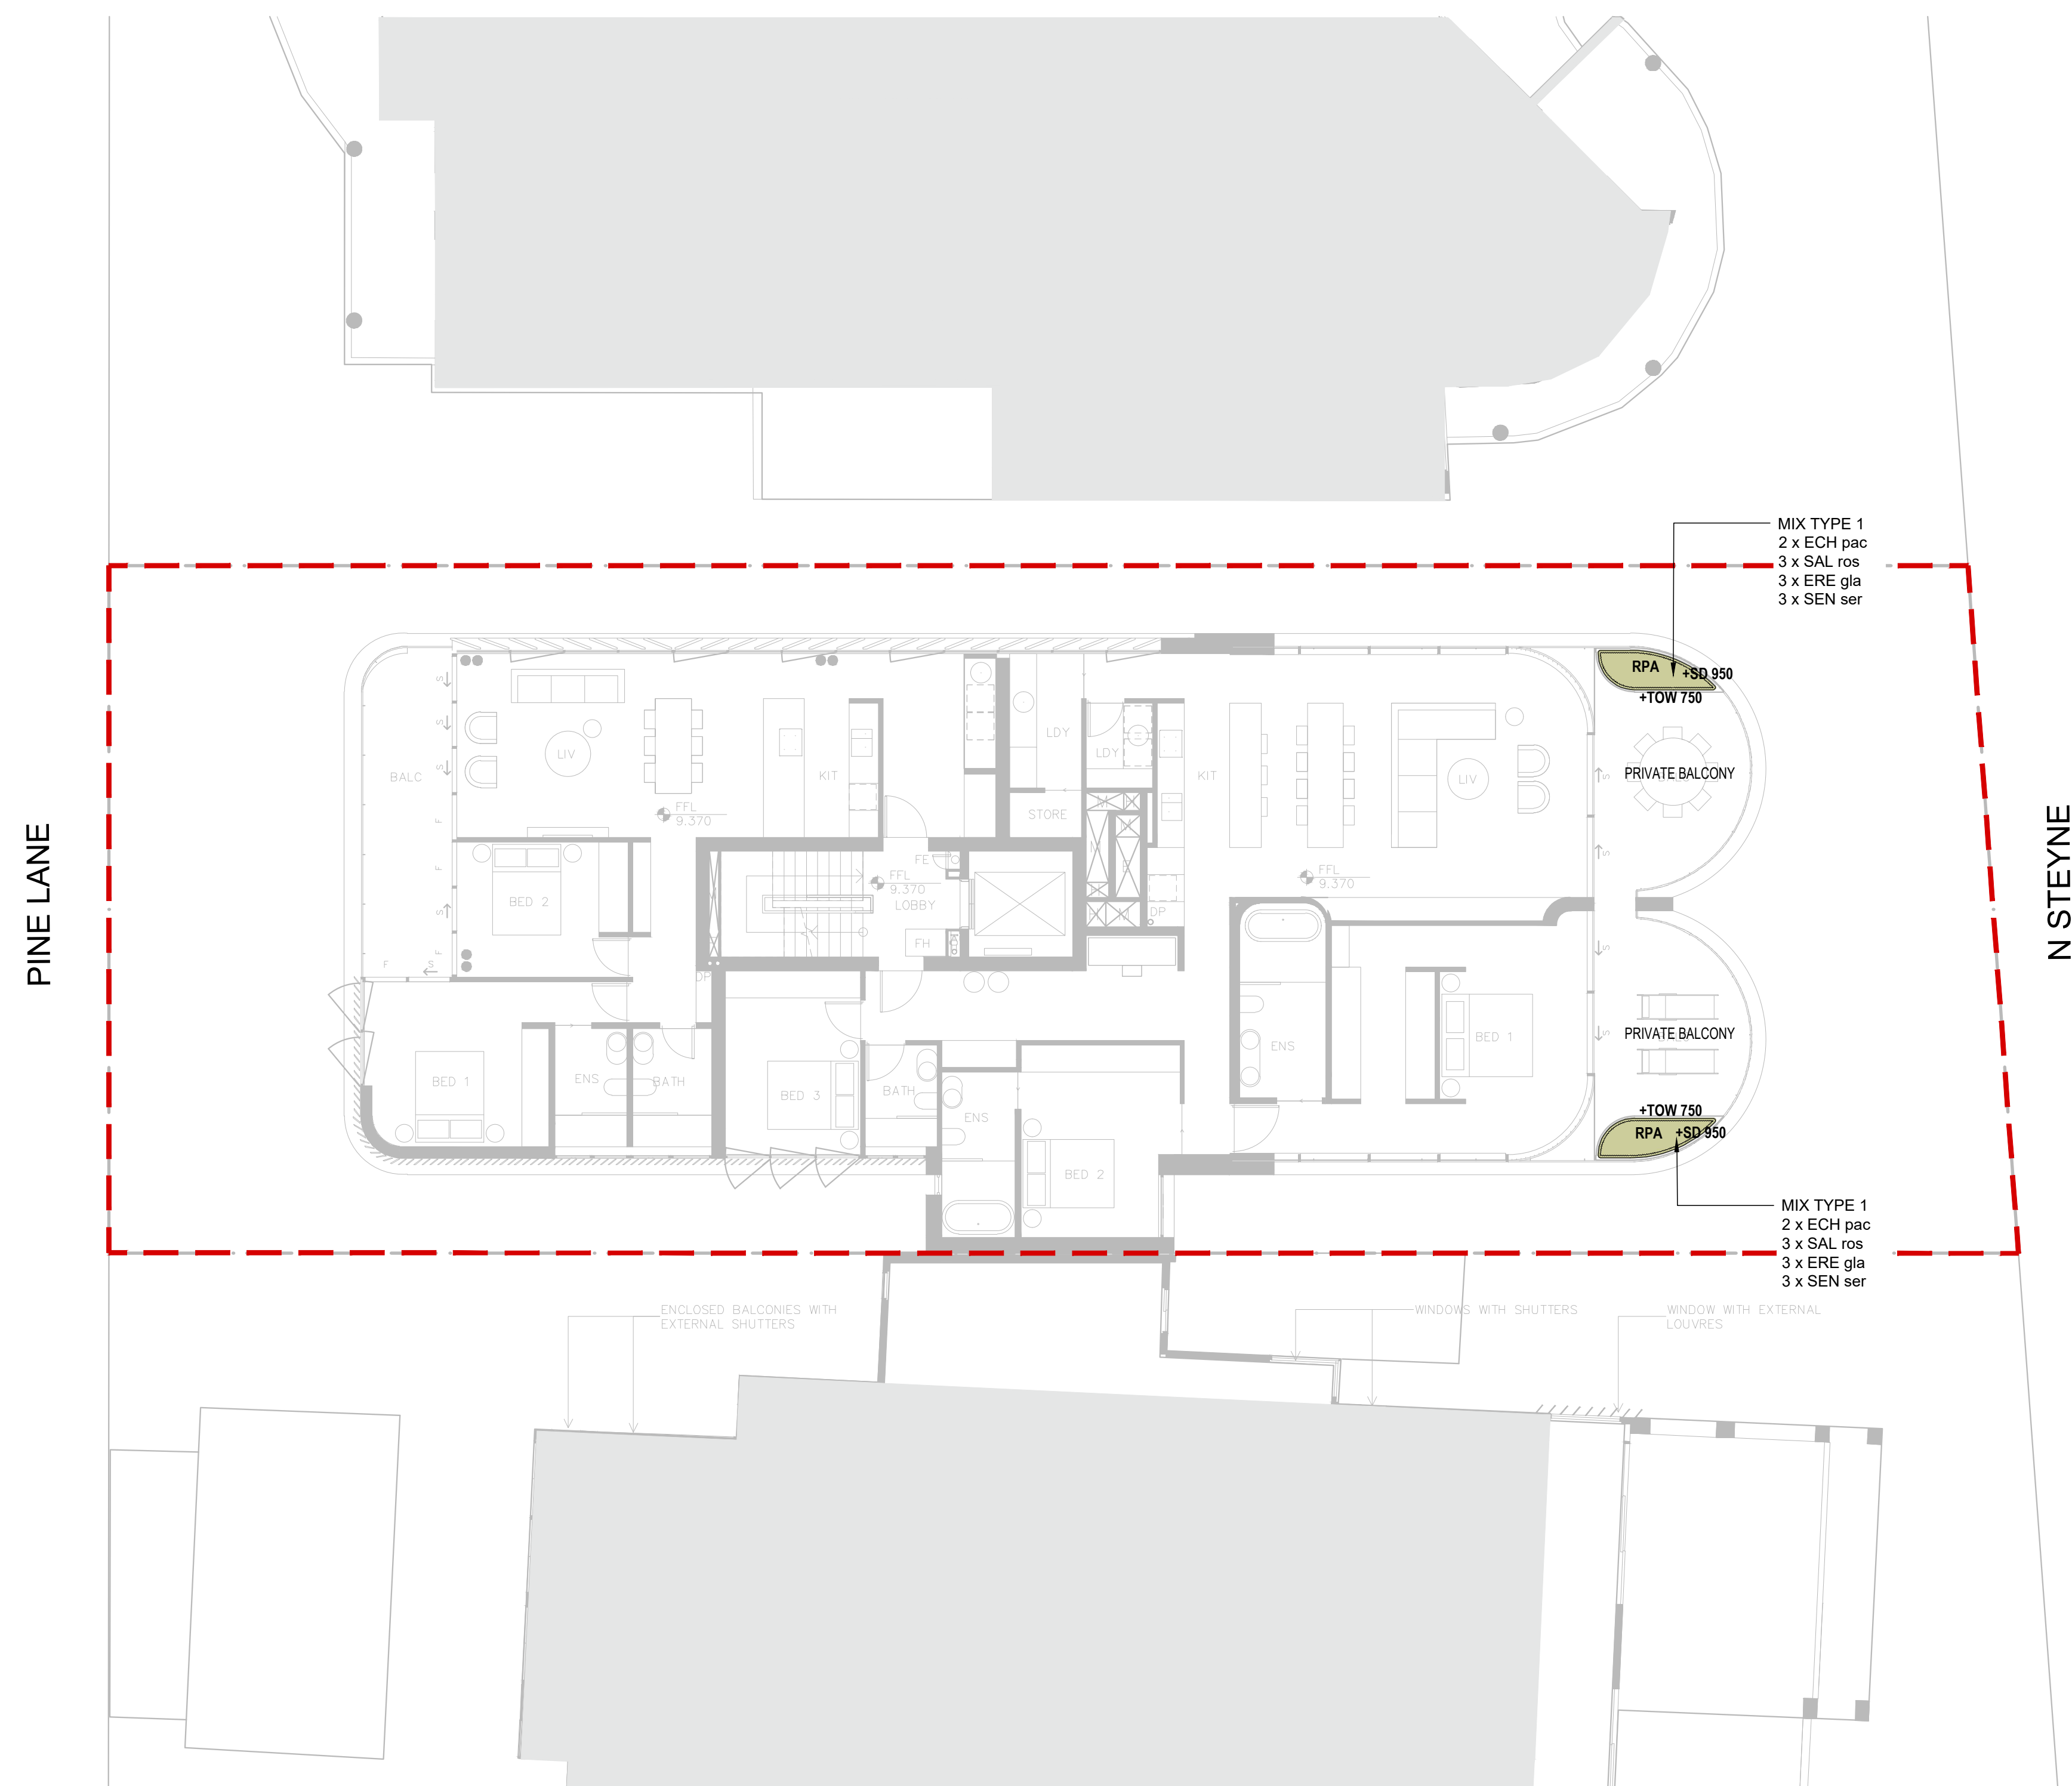 MIX TYPE 1
2 x ECH pac
3 x SAL ros
3 x ERE gla
3 x SEN ser
RPA
+SD 950
+TOW 750
PRIVATE BALCONY
PINE LANE
N STEYNE
BALC
S
S
S
F
F
S
F
F
S
LIV
KIT
FFL
9.370
BED 2
LDY
LDY
STORE
FE
FFL
9.370
LOBBY
FH
DP
KIT
LIV
FFL
9.370
DP
S
S
S
S
PRIVATE BALCONY
BED 1
ENS
BATH
DP
BED 3
BATH
ENS
BED 2
ENS
BED 1
+TOW 750
RPA
+SD 950
MIX TYPE 1
2 x ECH pac
3 x SAL ros
3 x ERE gla
3 x SEN ser
ENCLOSED BALCONIES WITH
EXTERNAL SHUTTERS
WINDOWS WITH SHUTTERS
WINDOW WITH EXTERNAL
LOUVRES